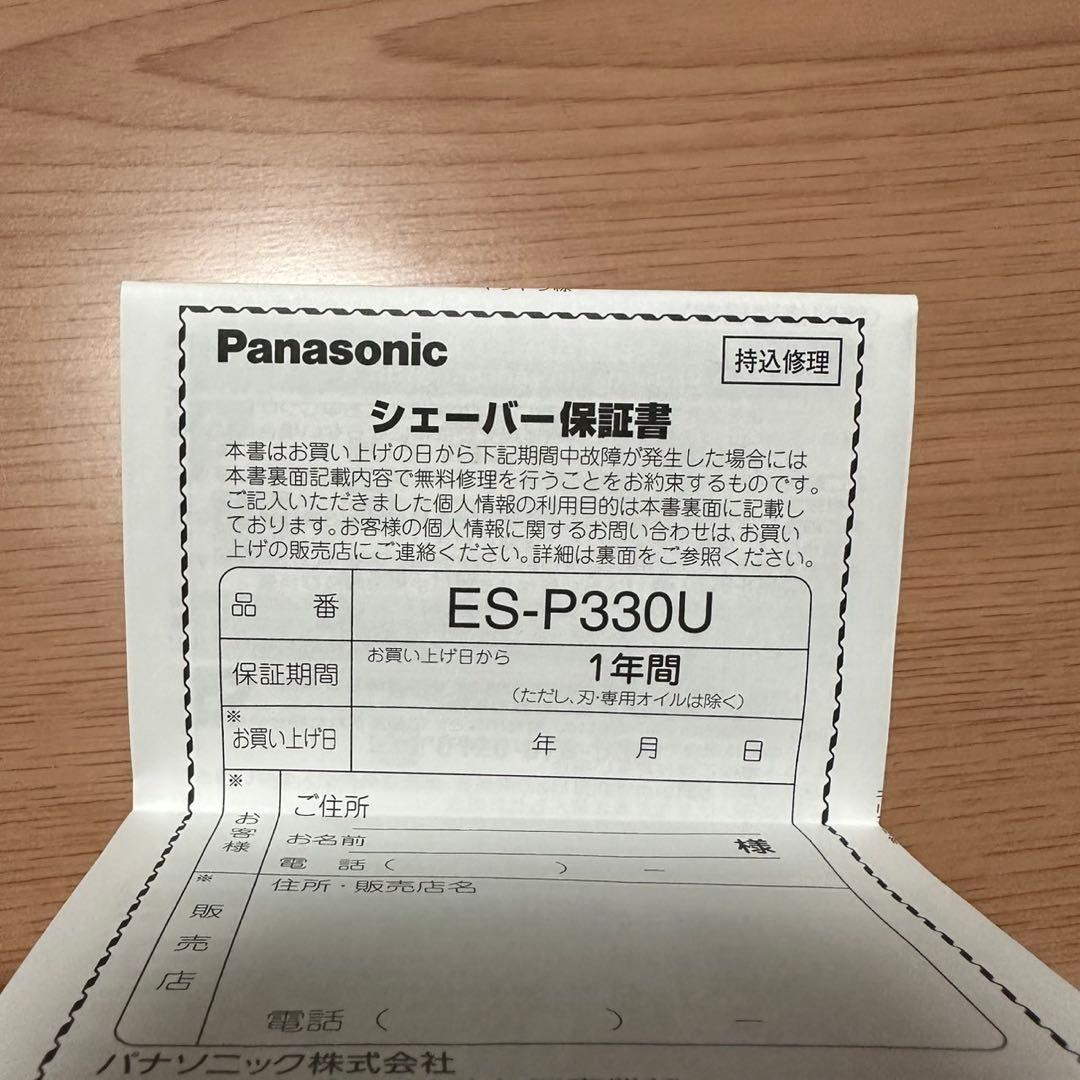 Panasonic
持込修理
シェーバー保証書
本書はお買い上げの日から下記期間中故障が発生した場合には
本書裏面記載内容で無料修理を行うことをお約束するものです。
ご記入いただきました個人情報の利用目的は本書裏面に記載し
ております。お客様の個人情報に関するお問い合わせは、お買い
上げの販売店にご連絡ください。詳細は裏面をご参照ください。
品番 ES-P330U
保証期間 お買い上げ日から 1年間
(ただし、刃・専用オイルは除く)
※
お買い上げ日 年 月 日
※
お客様
ご住所
お名前 様
電話( ) ー
※
販売店
住所・販売店名
電話( ) ー
パナソニック株式会社